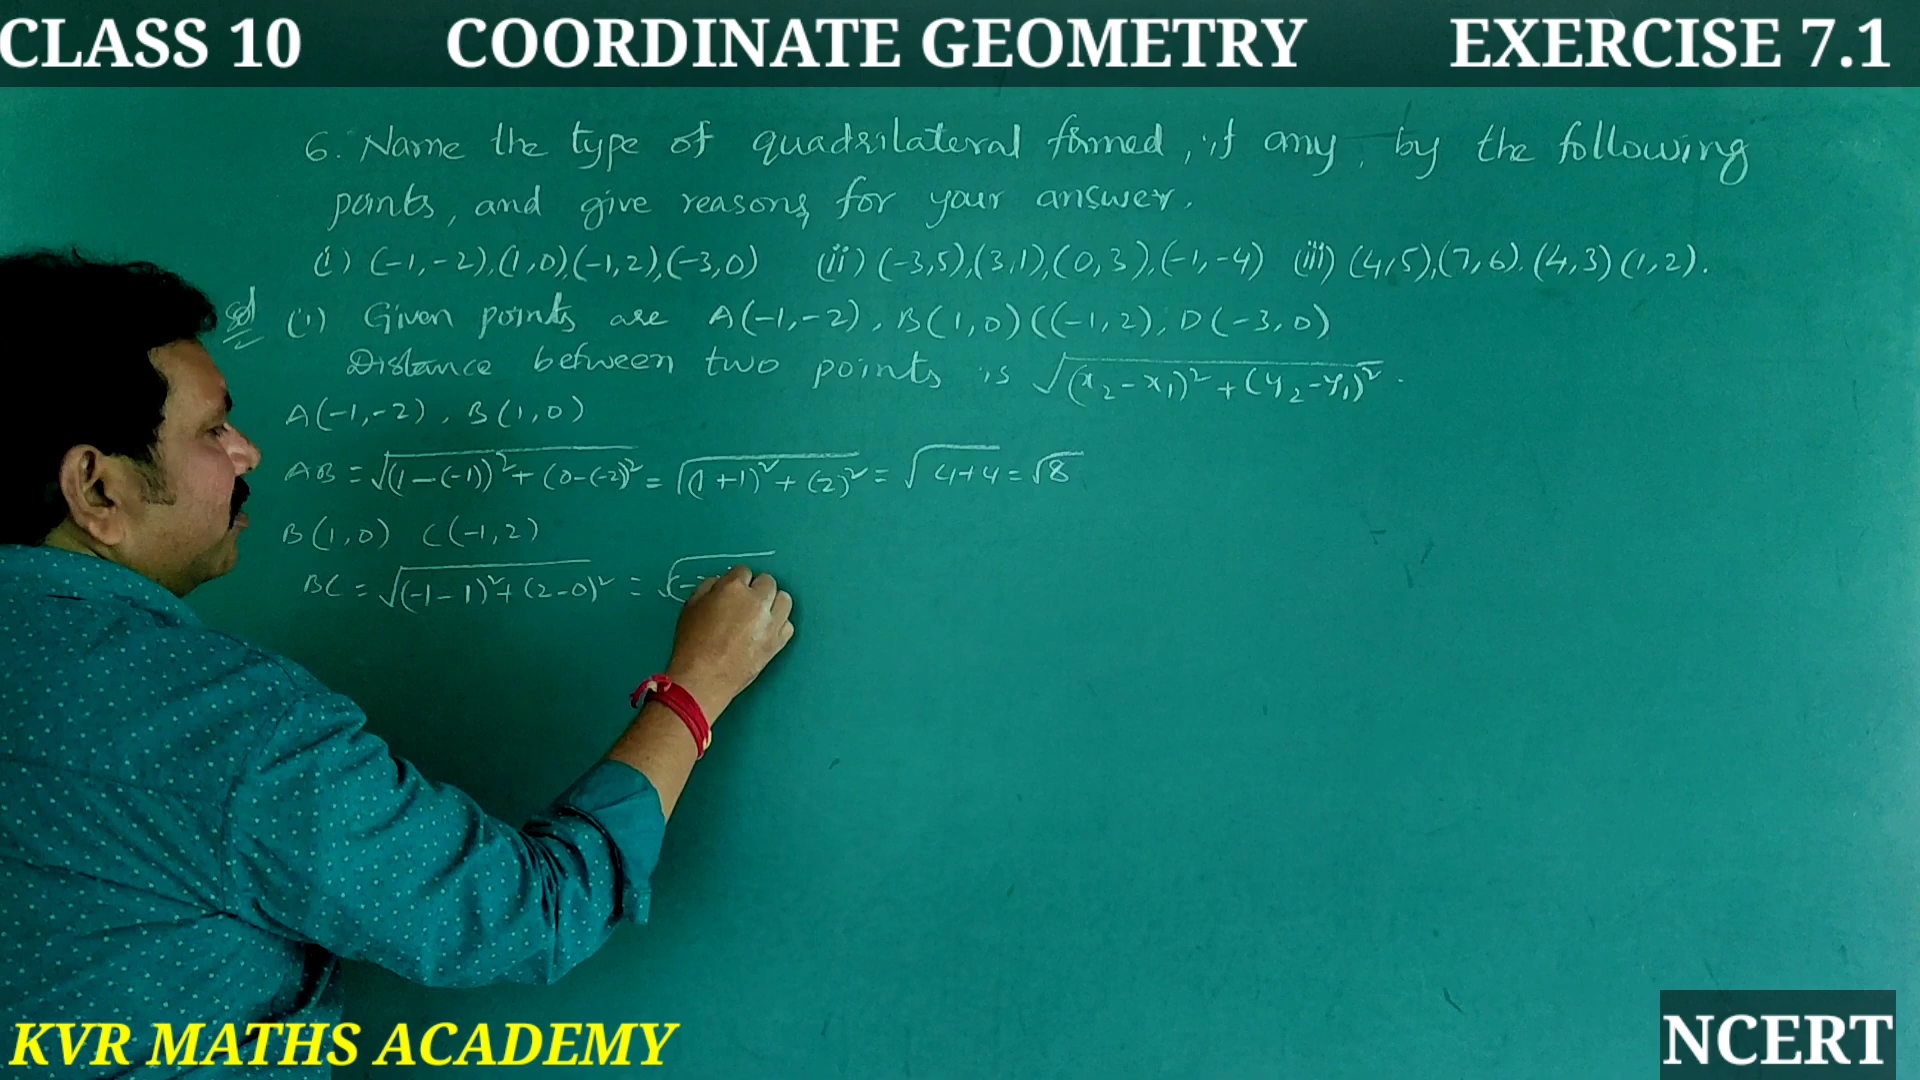 CLASS 10 COORDINATE GEOMETRY EXERCISE 7.1
6. Name the type of quadrilateral formed, if any, by the following
points, and give reasons for your answer.
(i) (-1,-2),(1,0),(-1,2),(-3,0) (ii) (-3,5),(3,1),(0,3),(-1,-4) (iii) (4,5),(7,6).(4,3)(1,2).
Sol (i) Given points are A(-1,-2), B(1,0) C(-1,2), D(-3,0)
Distance between two points is √(x₂-x₁)²+(y₂-y₁)².
A(-1,-2), B(1,0)
AB = √(1-(-1))²+(0-(-2)² = √(1+1)²+(2)² = √4+4 = √8
B(1,0) C(-1,2)
BC = √(-1-1)²+(2-0)² = √(-
KVR MATHS ACADEMY
NCERT